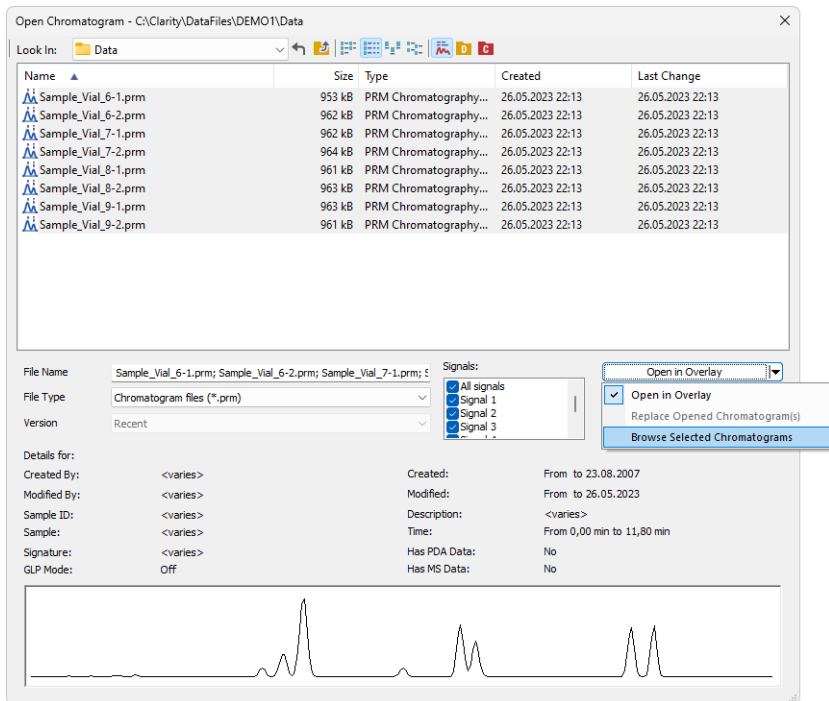 Open Chromatogram - C:\Clarity\DataFiles\DEMO1\Data
Look In: Data
D C
Name Size Type Created Last Change
Sample_Vial_6-1.prm 953 kB PRM Chromatography... 26.05.2023 22:13 26.05.2023 22:13
Sample_Vial_6-2.prm 962 kB PRM Chromatography... 26.05.2023 22:13 26.05.2023 22:13
Sample_Vial_7-1.prm 962 kB PRM Chromatography... 26.05.2023 22:13 26.05.2023 22:13
Sample_Vial_7-2.prm 964 kB PRM Chromatography... 26.05.2023 22:13 26.05.2023 22:13
Sample_Vial_8-1.prm 961 kB PRM Chromatography... 26.05.2023 22:13 26.05.2023 22:13
Sample_Vial_8-2.prm 963 kB PRM Chromatography... 26.05.2023 22:13 26.05.2023 22:13
Sample_Vial_9-1.prm 963 kB PRM Chromatography... 26.05.2023 22:13 26.05.2023 22:13
Sample_Vial_9-2.prm 961 kB PRM Chromatography... 26.05.2023 22:13 26.05.2023 22:13
File Name Sample_Vial_6-1.prm; Sample_Vial_6-2.prm; Sample_Vial_7-1.prm;
File Type Chromatogram files (*.prm)
Version Recent
Signals:
All signals
Signal 1
Signal 2
Signal 3
Open in Overlay
Open in Overlay
Replace Opened Chromatogram(s)
Browse Selected Chromatograms
Details for:
Created By: <varies> Created: From to 23.08.2007
Modified By: <varies> Modified: From to 26.05.2023
Sample ID: <varies> Description: <varies>
Sample: <varies> Time: From 0,00 min to 11,80 min
Signature: <varies> Has PDA Data: No
GLP Mode: Off Has MS Data: No